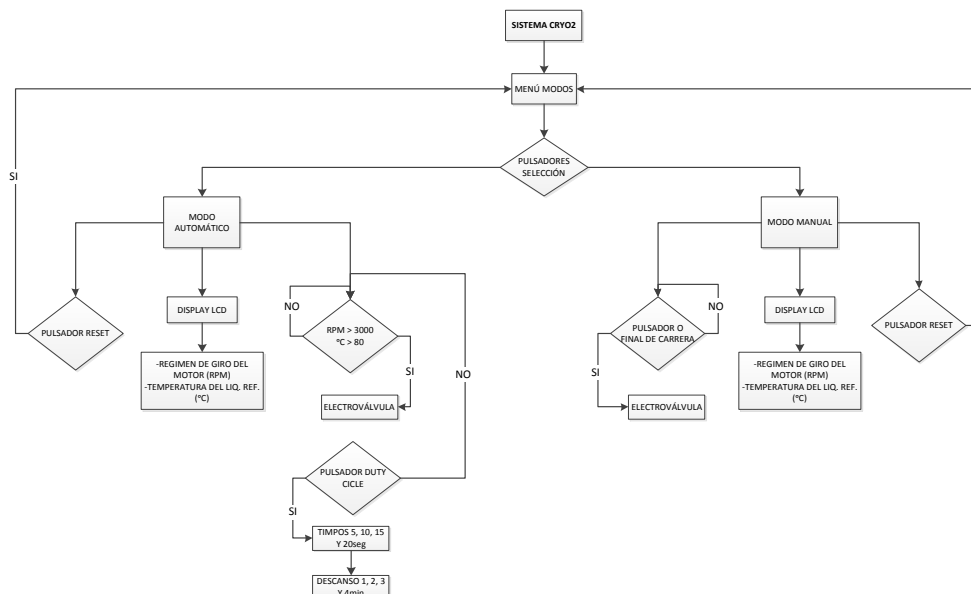 SISTEMA CRYO2
MENÚ MODOS
PULSADORES
SELECCIÓN
SI
MODO
AUTOMÁTICO
MODO MANUAL
PULSADOR RESET
DISPLAY LCD
NO
RPM > 3000
°C > 80
SI
NO
-REGIMEN DE GIRO DEL
MOTOR (RPM)
-TEMPERATURA DEL LIQ. REF.
(°C)
ELECTROVÁLVULA
PULSADOR DUTY
CICLE
SI
TIMPOS 5, 10, 15
Y 20seg
DESCANSO 1, 2, 3
Y 4min
NO
PULSADOR O
FINAL DE CARRERA
SI
ELECTROVÁLVULA
DISPLAY LCD
-REGIMEN DE GIRO DEL
MOTOR (RPM)
-TEMPERATURA DEL LIQ. REF.
(°C)
PULSADOR RESET